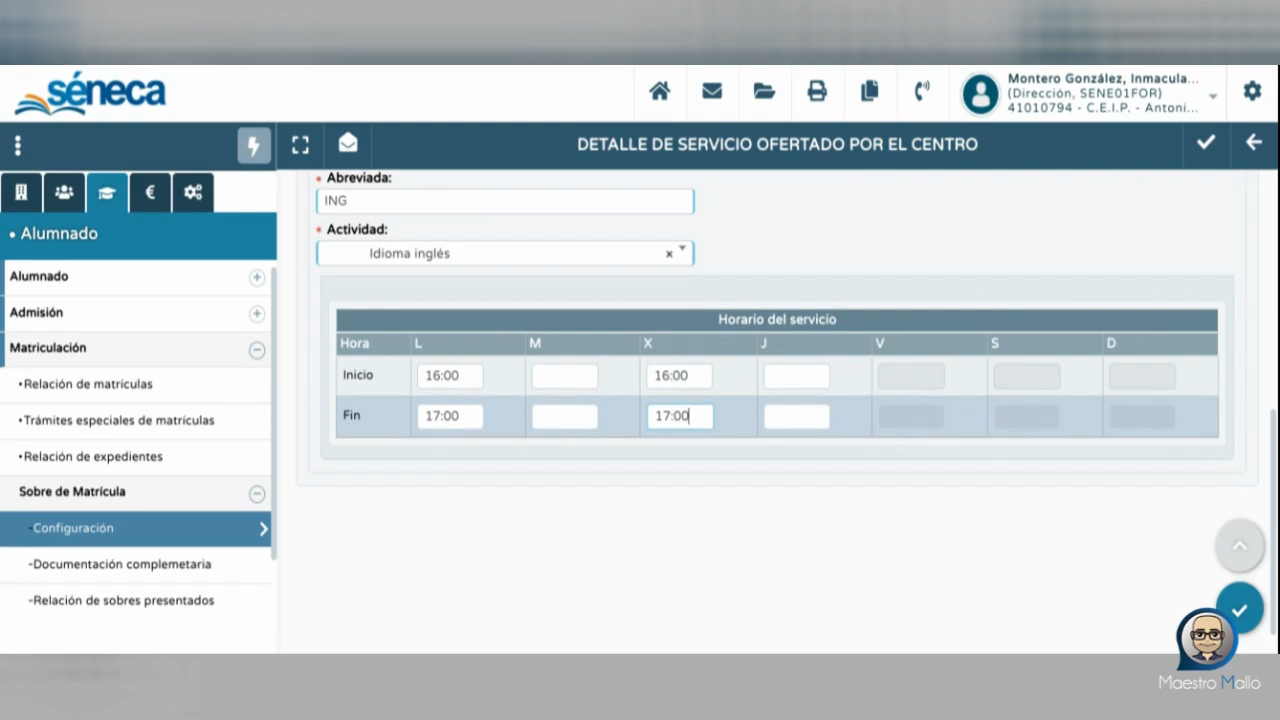 séneca
Montero González, Inmacula...
(Dirección, SENE01FOR)
41010794 - C.E.I.P. - Antoni...
DETALLE DE SERVICIO OFERTADO POR EL CENTRO
€
• Alumnado
Alumnado
Admisión
Matriculación
•Relación de matrículas
•Trámites especiales de matrículas
•Relación de expedientes
Sobre de Matrícula
-Configuración
-Documentación complemetaria
-Relación de sobres presentados
* Abreviada:
ING
* Actividad:
Idioma inglés
Horario del servicio
Hora L M X J V S D
Inicio 16:00 16:00
Fin 17:00 17:00
Maestro Mallo